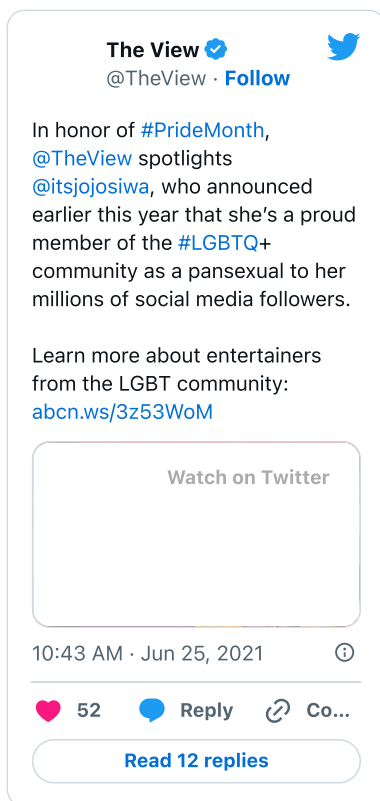 The View
@TheView · Follow
In honor of #PrideMonth,
@TheView spotlights
@itsjojosiwa, who announced
earlier this year that she’s a proud
member of the #LGBTQ+
community as a pansexual to her
millions of social media followers.
Learn more about entertainers
from the LGBT community:
abcn.ws/3z53WoM
Watch on Twitter
10:43 AM · Jun 25, 2021
52 Reply Co...
Read 12 replies